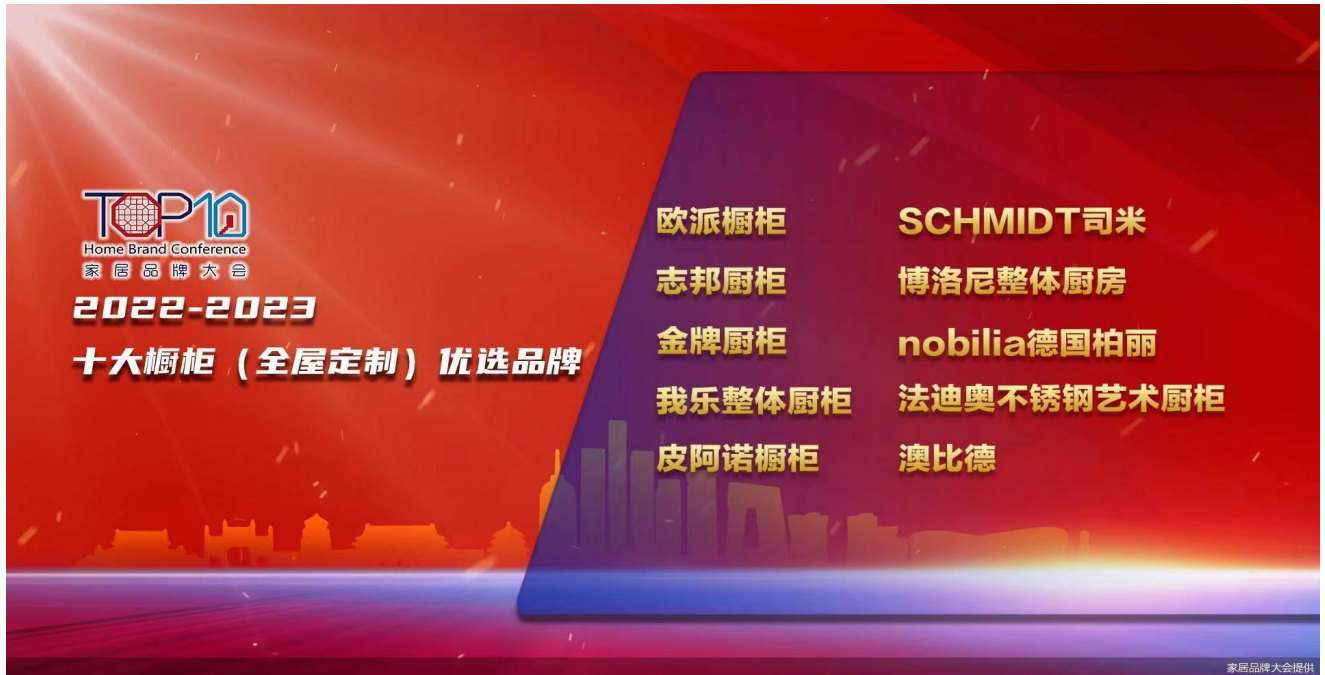 TOP10
Home Brand Conference
家居品牌大会
2022-2023
十大橱柜（全屋定制）优选品牌
欧派橱柜
志邦厨柜
金牌厨柜
我乐整体厨柜
皮阿诺橱柜
SCHMIDT司米
博洛尼整体厨房
nobilia德国柏丽
法迪奥不锈钢艺术厨柜
澳比德
家居品牌大会提供